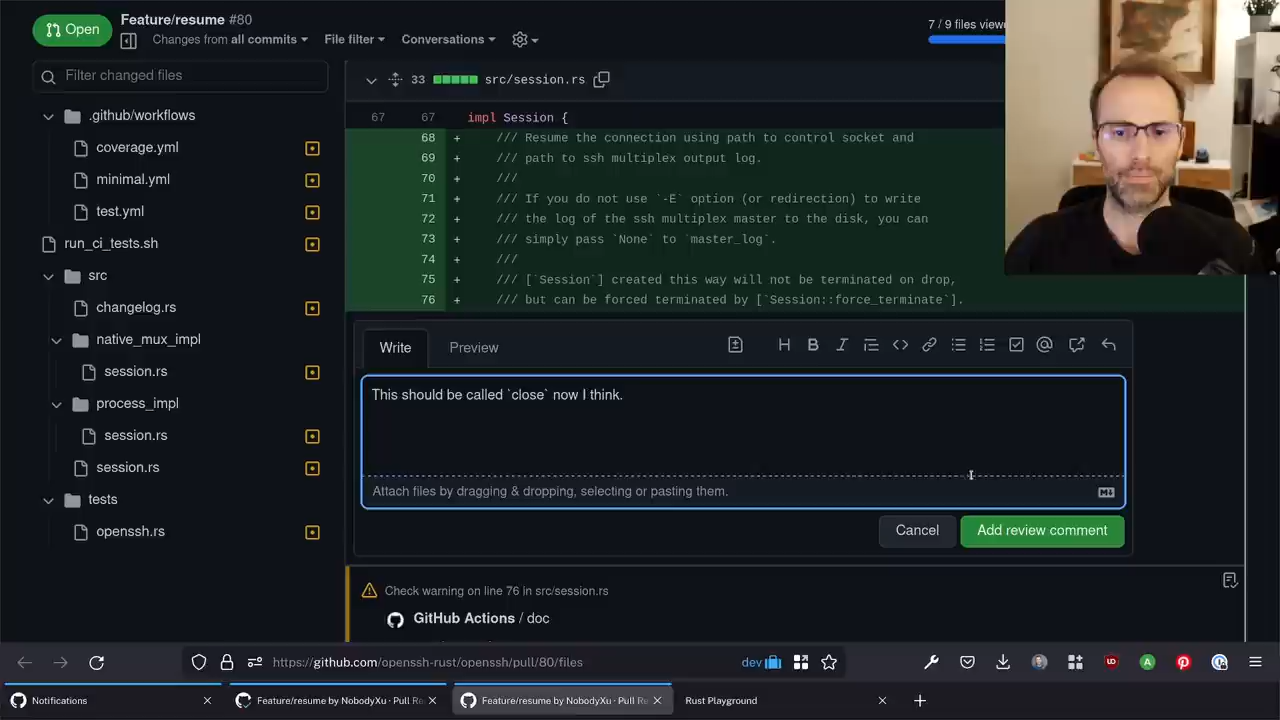 Open
Feature/resume #80
Changes from all commits
File filter
Conversations
7 / 9 files viewe
Filter changed files
.github/workflows
coverage.yml
minimal.yml
test.yml
run_ci_tests.sh
src
changelog.rs
native_mux_impl
session.rs
process_impl
session.rs
session.rs
tests
openssh.rs
33 src/session.rs
67 67 impl Session {
68 + /// Resume the connection using path to control socket and
69 + /// path to ssh multiplex output log.
70 + ///
71 + /// If you do not use `-E` option (or redirection) to write
72 + /// the log of the ssh multiplex master to the disk, you can
73 + /// simply pass `None` to `master_log`.
74 + ///
75 + /// [`Session`] created this way will not be terminated on drop,
76 + /// but can be forced terminated by [`Session::force_terminate`].
Write
Preview
This should be called `close` now I think.
Attach files by dragging & dropping, selecting or pasting them.
Cancel
Add review comment
Check warning on line 76 in src/session.rs
GitHub Actions / doc
https://github.com/openssh-rust/openssh/pull/80/files
dev
Notifications
Feature/resume by NobodyXu · Pull Re
Feature/resume by NobodyXu · Pull Re
Rust Playground